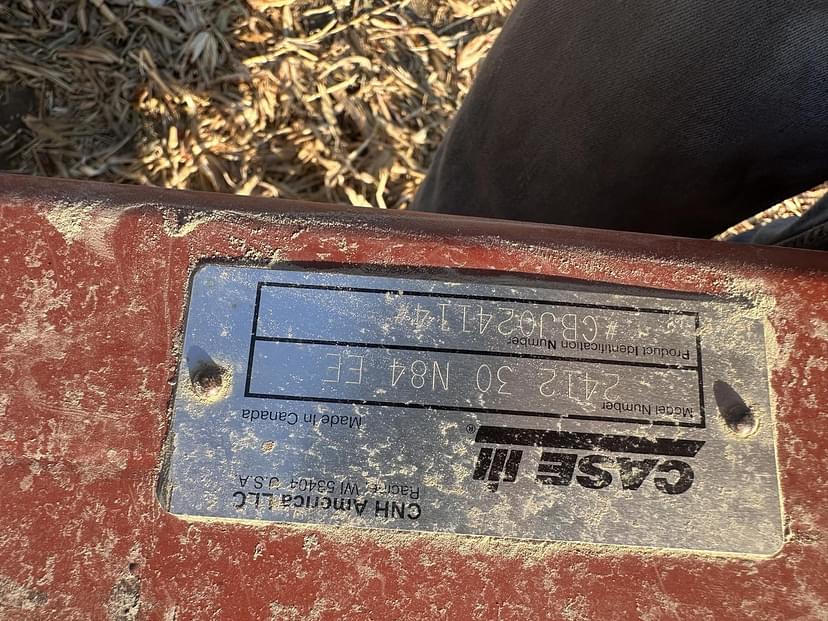 CNH America LLC
Racine WI 53404 U.S.A
CASE IH®
Made In Canada
Model Number
2412 30 N84 EE
Product Identification Number
*CBJ024114*